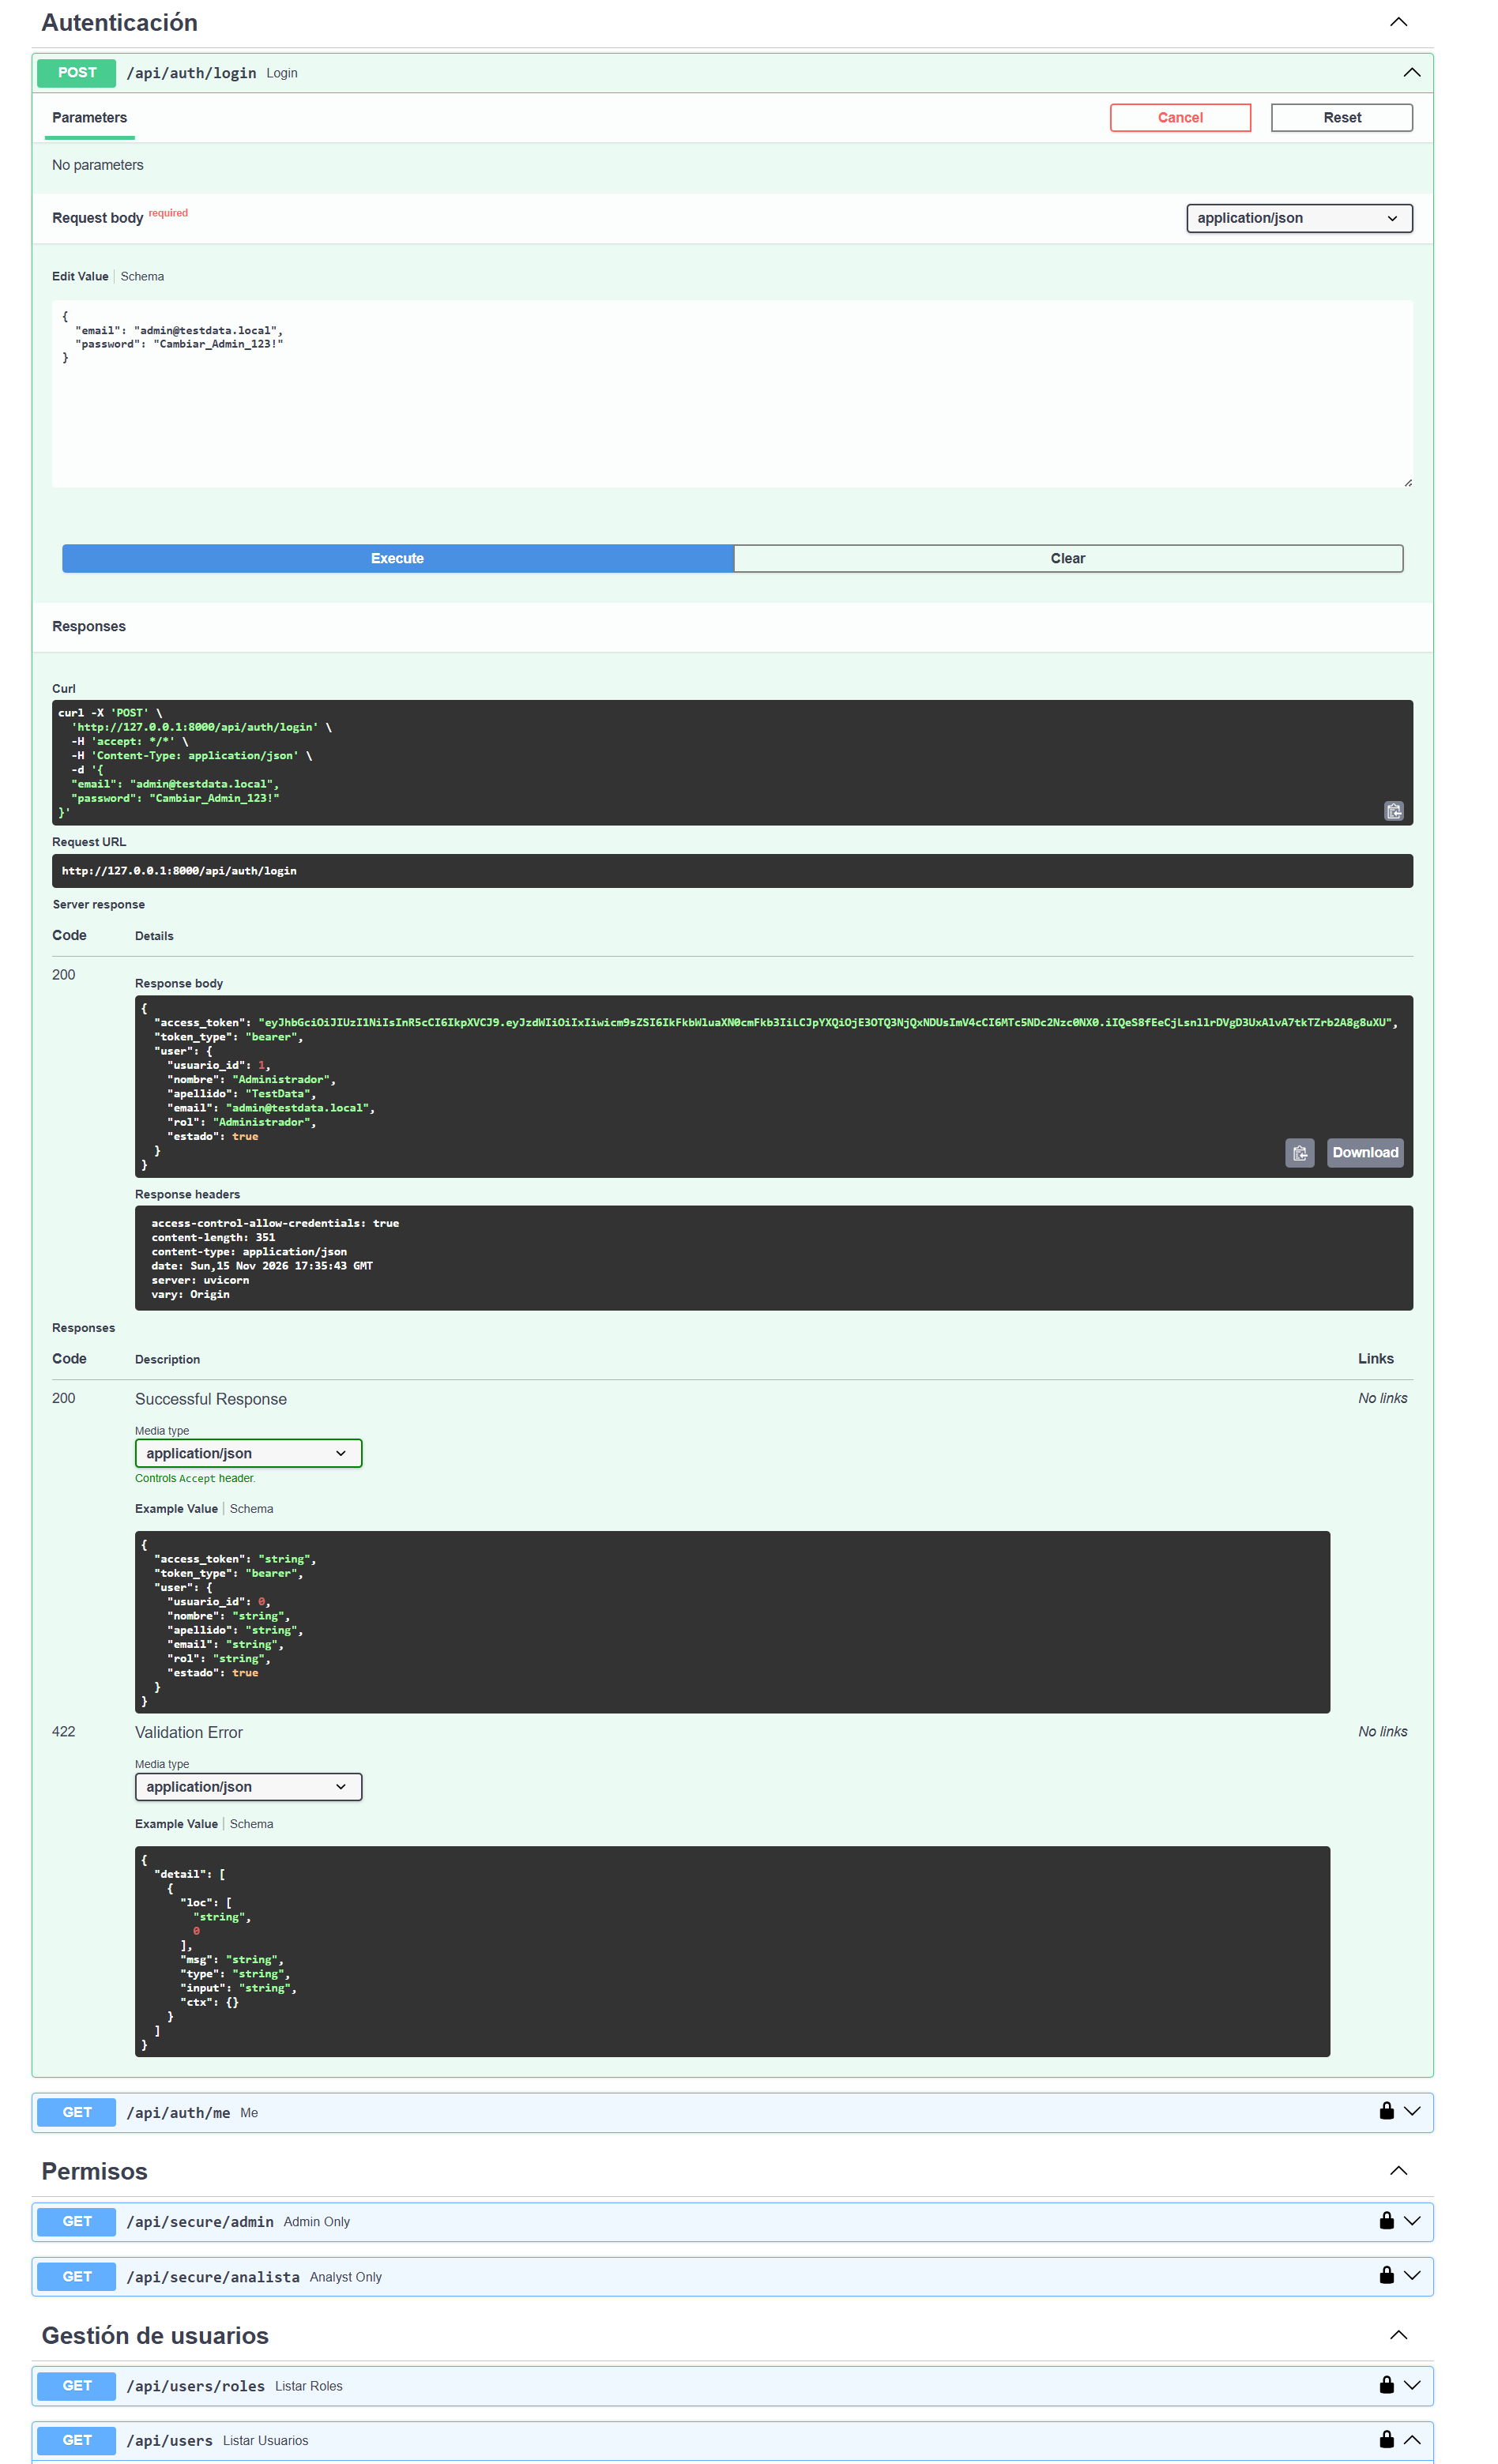 Autenticación
POST /api/auth/login Login
Parameters
Cancel Reset
No parameters
Request body required
application/json
Edit Value | Schema
{
  "email": "admin@testdata.local",
  "password": "Cambiar_Admin_123!"
}
Execute Clear
Responses
Curl
curl -X 'POST' \
  'http://127.0.0.1:8000/api/auth/login' \
  -H 'accept: */*' \
  -H 'Content-Type: application/json' \
  -d '{
  "email": "admin@testdata.local",
  "password": "Cambiar_Admin_123!"
}'
Request URL
http://127.0.0.1:8000/api/auth/login
Server response
Code Details
200
Response body
{
  "access_token":
  "token_type": "bearer",
  "user": {
    "usuario_id": 1,
    "nombre": "Administrador",
    "apellido": "TestData",
    "email": "admin@testdata.local",
    "rol": "Administrador",
    "estado": true
  }
}
Download
Response headers
access-control-allow-credentials: true
content-length: 351
content-type: application/json
date: Sun,15 Nov 2026 17:35:43 GMT
server: uvicorn
vary: Origin
Responses
Code Description Links
200 Successful Response No links
Media type
application/json
Controls Accept header.
Example Value | Schema
{
  "access_token": "string",
  "token_type": "bearer",
  "user": {
    "usuario_id": 0,
    "nombre": "string",
    "apellido": "string",
    "email": "string",
    "rol": "string",
    "estado": true
  }
}
422 Validation Error No links
Media type
application/json
Example Value | Schema
{
  "detail": [
    {
      "loc": [
        "string",
        0
      ],
      "msg": "string",
      "type": "string",
      "input": "string",
      "ctx": {}
    }
  ]
}
GET /api/auth/me Me
Permisos
GET /api/secure/admin Admin Only
GET /api/secure/analista Analyst Only
Gestión de usuarios
GET /api/users/roles Listar Roles
GET /api/users Listar Usuarios